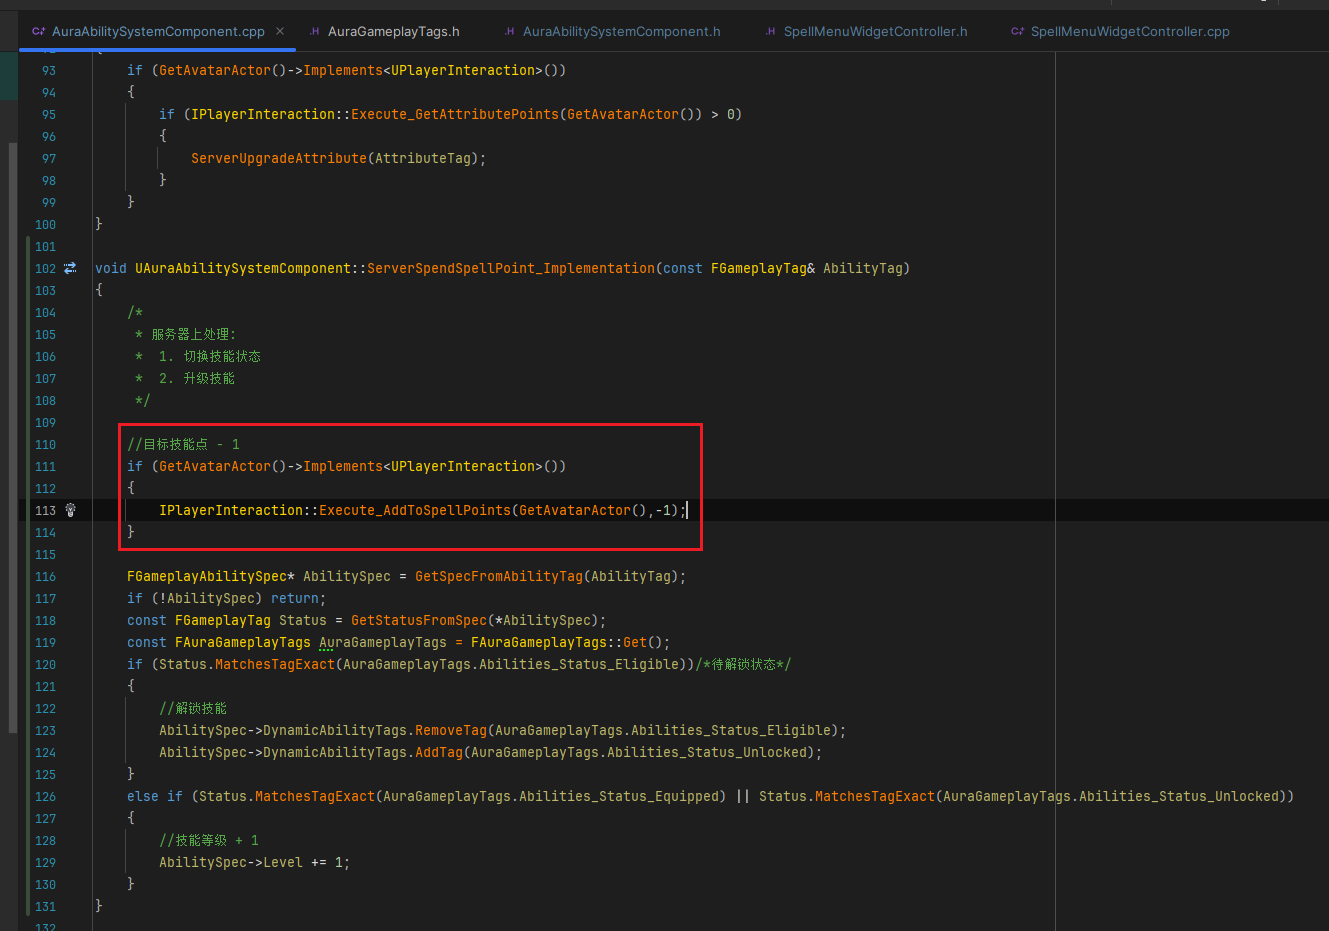 AuraAbilitySystemComponent.cpp × AuraGameplayTags.h AuraAbilitySystemComponent.h SpellMenuWidgetController.h SpellMenuWidgetController.cpp
93 if (GetAvatarActor()->Implements<UPlayerInteraction>())
94 {
95 if (IPlayerInteraction::Execute_GetAttributePoints(GetAvatarActor()) > 0)
96 {
97 ServerUpgradeAttribute(AttributeTag);
98 }
99 }
100 }
101
102 void UAuraAbilitySystemComponent::ServerSpendSpellPoint_Implementation(const FGameplayTag& AbilityTag)
103 {
104 /*
105 * 服务器上处理:
106 * 1. 切换技能状态
107 * 2. 升级技能
108 */
109
110 //目标技能点 - 1
111 if (GetAvatarActor()->Implements<UPlayerInteraction>())
112 {
113 IPlayerInteraction::Execute_AddToSpellPoints(GetAvatarActor(),-1);
114 }
115
116 FGameplayAbilitySpec* AbilitySpec = GetSpecFromAbilityTag(AbilityTag);
117 if (!AbilitySpec) return;
118 const FGameplayTag Status = GetStatusFromSpec(*AbilitySpec);
119 const FAuraGameplayTags AuraGameplayTags = FAuraGameplayTags::Get();
120 if (Status.MatchesTagExact(AuraGameplayTags.Abilities_Status_Eligible))/*待解锁状态*/
121 {
122 //解锁技能
123 AbilitySpec->DynamicAbilityTags.RemoveTag(AuraGameplayTags.Abilities_Status_Eligible);
124 AbilitySpec->DynamicAbilityTags.AddTag(AuraGameplayTags.Abilities_Status_Unlocked);
125 }
126 else if (Status.MatchesTagExact(AuraGameplayTags.Abilities_Status_Equipped) || Status.MatchesTagExact(AuraGameplayTags.Abilities_Status_Unlocked))
127 {
128 //技能等级 + 1
129 AbilitySpec->Level += 1;
130 }
131 }
132